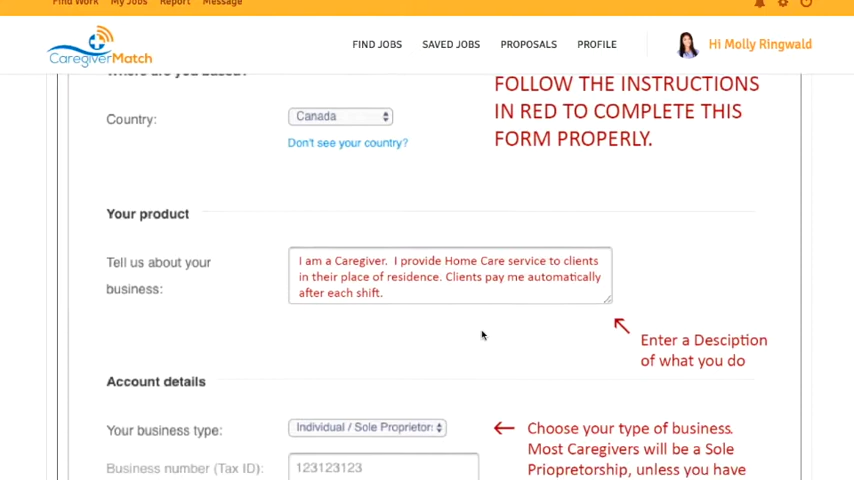 Find Work My Jobs Report Message
CaregiverMatch
FIND JOBS SAVED JOBS PROPOSALS PROFILE Hi Molly Ringwald
Where are you based?
FOLLOW THE INSTRUCTIONS
IN RED TO COMPLETE THIS
FORM PROPERLY.
Country: Canada
Don't see your country?
Your product
Tell us about your
business:
I am a Caregiver. I provide Home Care service to clients
in their place of residence. Clients pay me automatically
after each shift.
Enter a Desciption
of what you do
Account details
Your business type: Individual / Sole Proprietor:
Choose your type of business.
Most Caregivers will be a Sole
Priopretorship, unless you have
Business number (Tax ID): 123123123